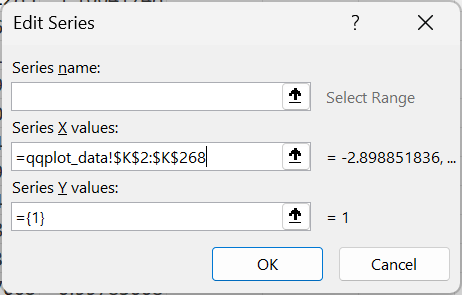 Edit Series
?
Series name:
Select Range
Series X values:
=qqplot_data!$K$2:$K$268
= -2.898851836, ...
Series Y values:
={1}
= 1
OK
Cancel